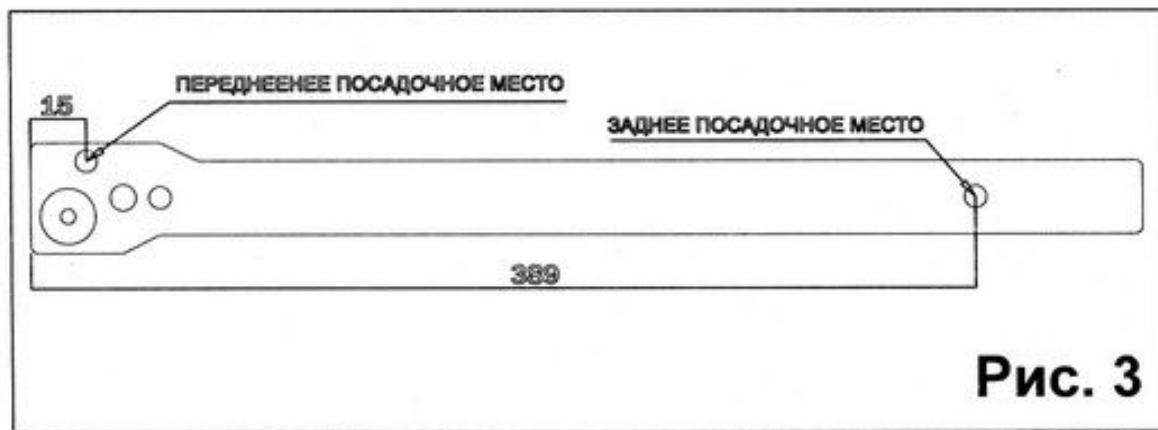 ПЕРЕДНЕЕНЕЕ ПОСАДОЧНОЕ МЕСТО
15
ЗАДНЕЕ ПОСАДОЧНОЕ МЕСТО
389
Рис. 3